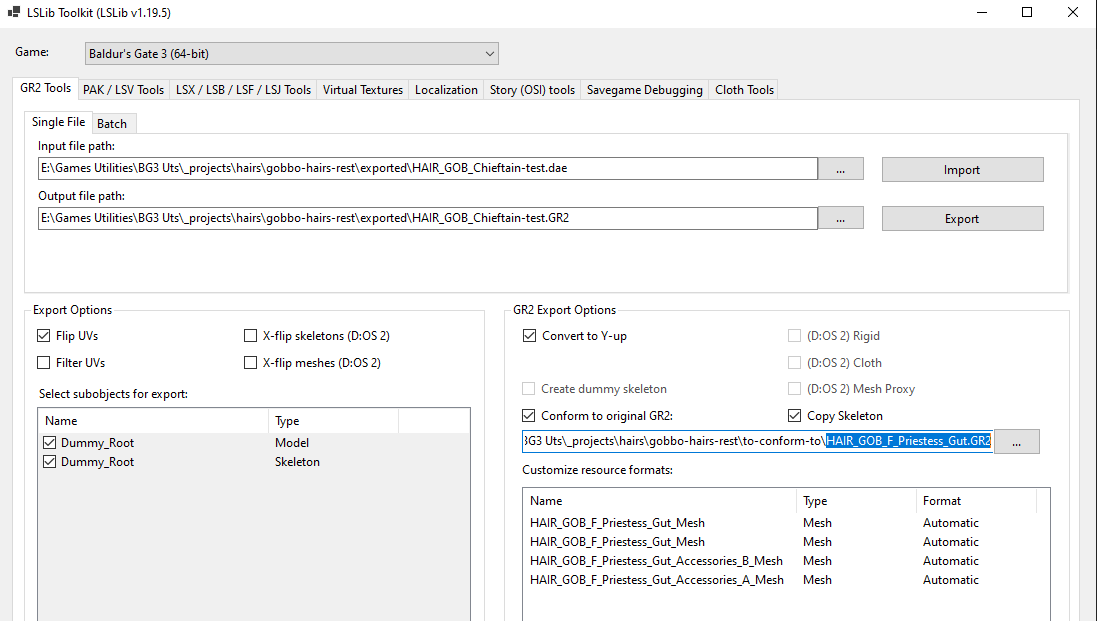 LSLib Toolkit (LSLib v1.19.5)
Game:
Baldur's Gate 3 (64-bit)
GR2 Tools
PAK / LSV Tools
LSX / LSB / LSF / LSJ Tools
Virtual Textures
Localization
Story (OSI) tools
Savegame Debugging
Cloth Tools
Single File
Batch
Input file path:
E:\Games Utilities\BG3 Uts\_projects\hairs\gobbo-hairs-rest\exported\HAIR_GOB_Chieftain-test.dae
...
Import
Output file path:
E:\Games Utilities\BG3 Uts\_projects\hairs\gobbo-hairs-rest\exported\HAIR_GOB_Chieftain-test.GR2
...
Export
Export Options
Flip UVs
X-flip skeletons (D:OS 2)
Filter UVs
X-flip meshes (D:OS 2)
Select subobjects for export:
Name Type
Dummy_Root Model
Dummy_Root Skeleton
GR2 Export Options
Convert to Y-up
(D:OS 2) Rigid
(D:OS 2) Cloth
Create dummy skeleton
(D:OS 2) Mesh Proxy
Conform to original GR2:
Copy Skeleton
BG3 Uts\_projects\hairs\gobbo-hairs-rest\to-conform-to\HAIR_GOB_F_Priestess_Gut.GR2
...
Customize resource formats:
Name Type Format
HAIR_GOB_F_Priestess_Gut_Mesh Mesh Automatic
HAIR_GOB_F_Priestess_Gut_Mesh Mesh Automatic
HAIR_GOB_F_Priestess_Gut_Accessories_B_Mesh Mesh Automatic
HAIR_GOB_F_Priestess_Gut_Accessories_A_Mesh Mesh Automatic